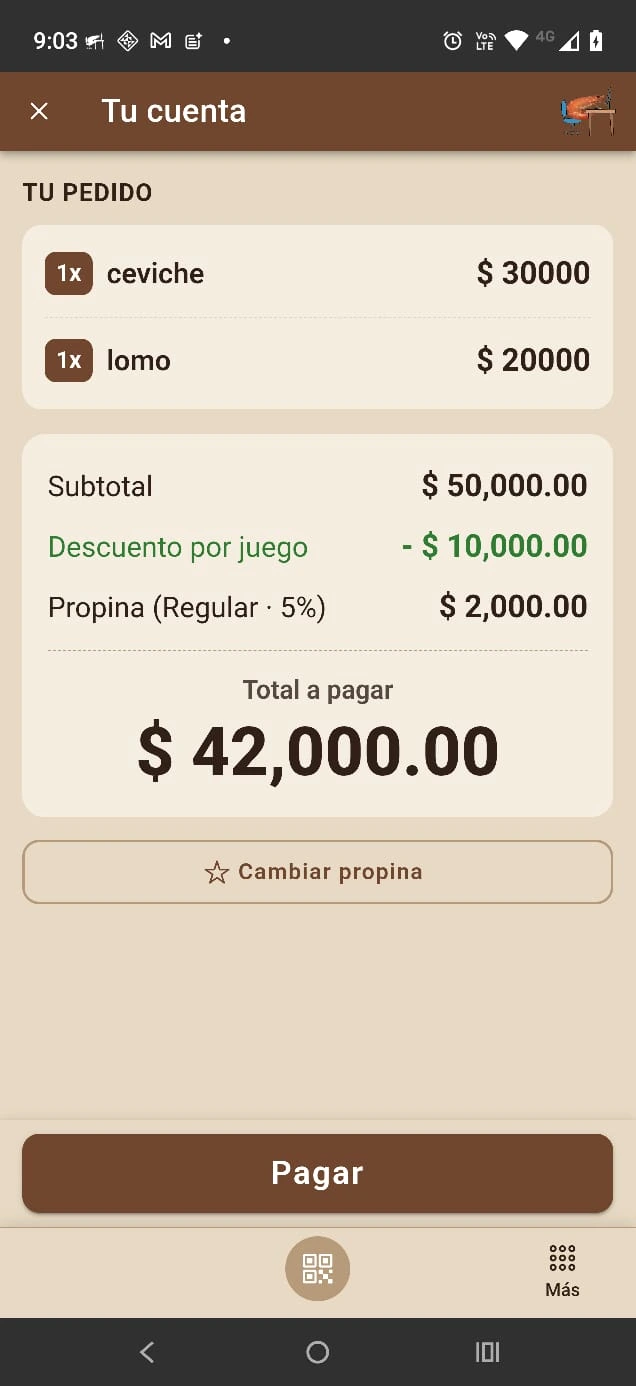 9:03
Vo)) LTE 4G
Tu cuenta
TU PEDIDO
1x ceviche $ 30000
1x lomo $ 20000
Subtotal $ 50,000.00
Descuento por juego - $ 10,000.00
Propina (Regular · 5%) $ 2,000.00
Total a pagar
$ 42,000.00
Cambiar propina
Pagar
Más